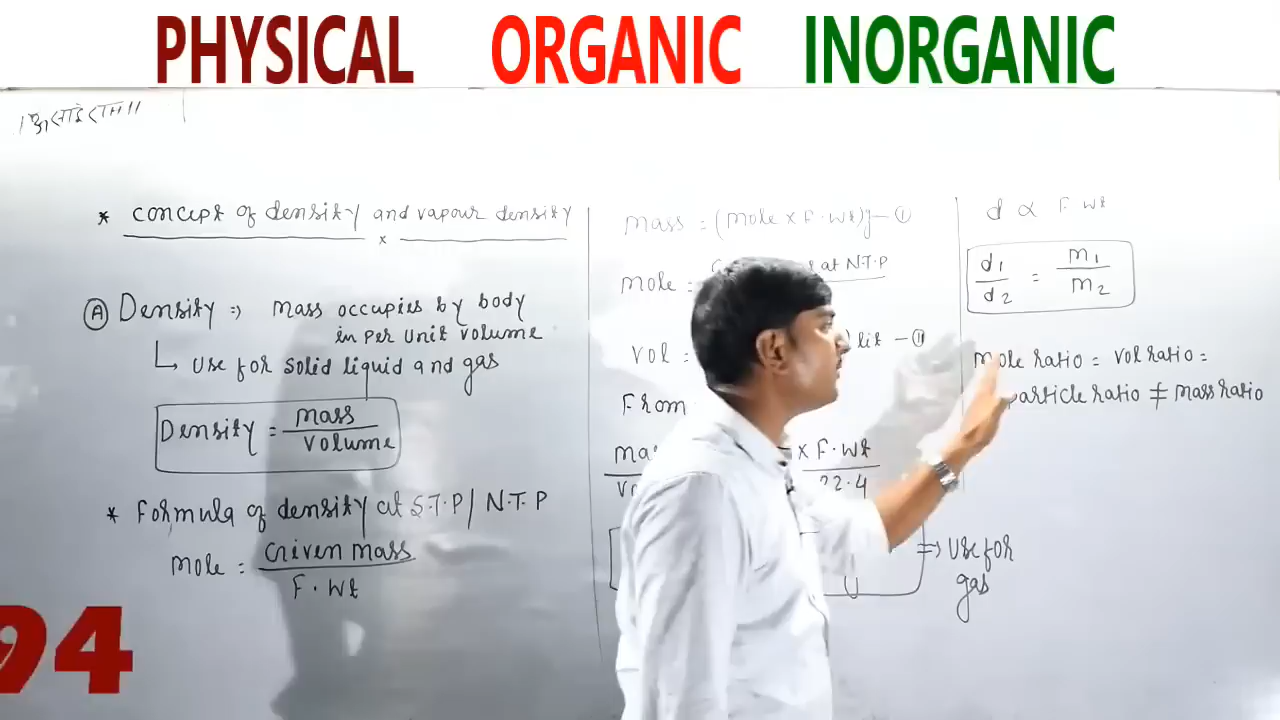 PHYSICAL ORGANIC INORGANIC
* concept of density and vapour density
x
(A) Density => mass occupies by body
in per unit volume
↳ use for solid liquid and gas
Density = mass / volume
* Formula of density at S.T.P / N.T.P
mole = Given mass / F. wt
mass = (mole x F. wt)g — (I)
mole =
at N.T.P
vol =
lit — (II)
From
x F. wt
22.4
=> use for
gas
d ∝ F wt
d1 / d2 = m1 / m2
mole ratio = vol ratio =
particle ratio ≠ mass ratio
94